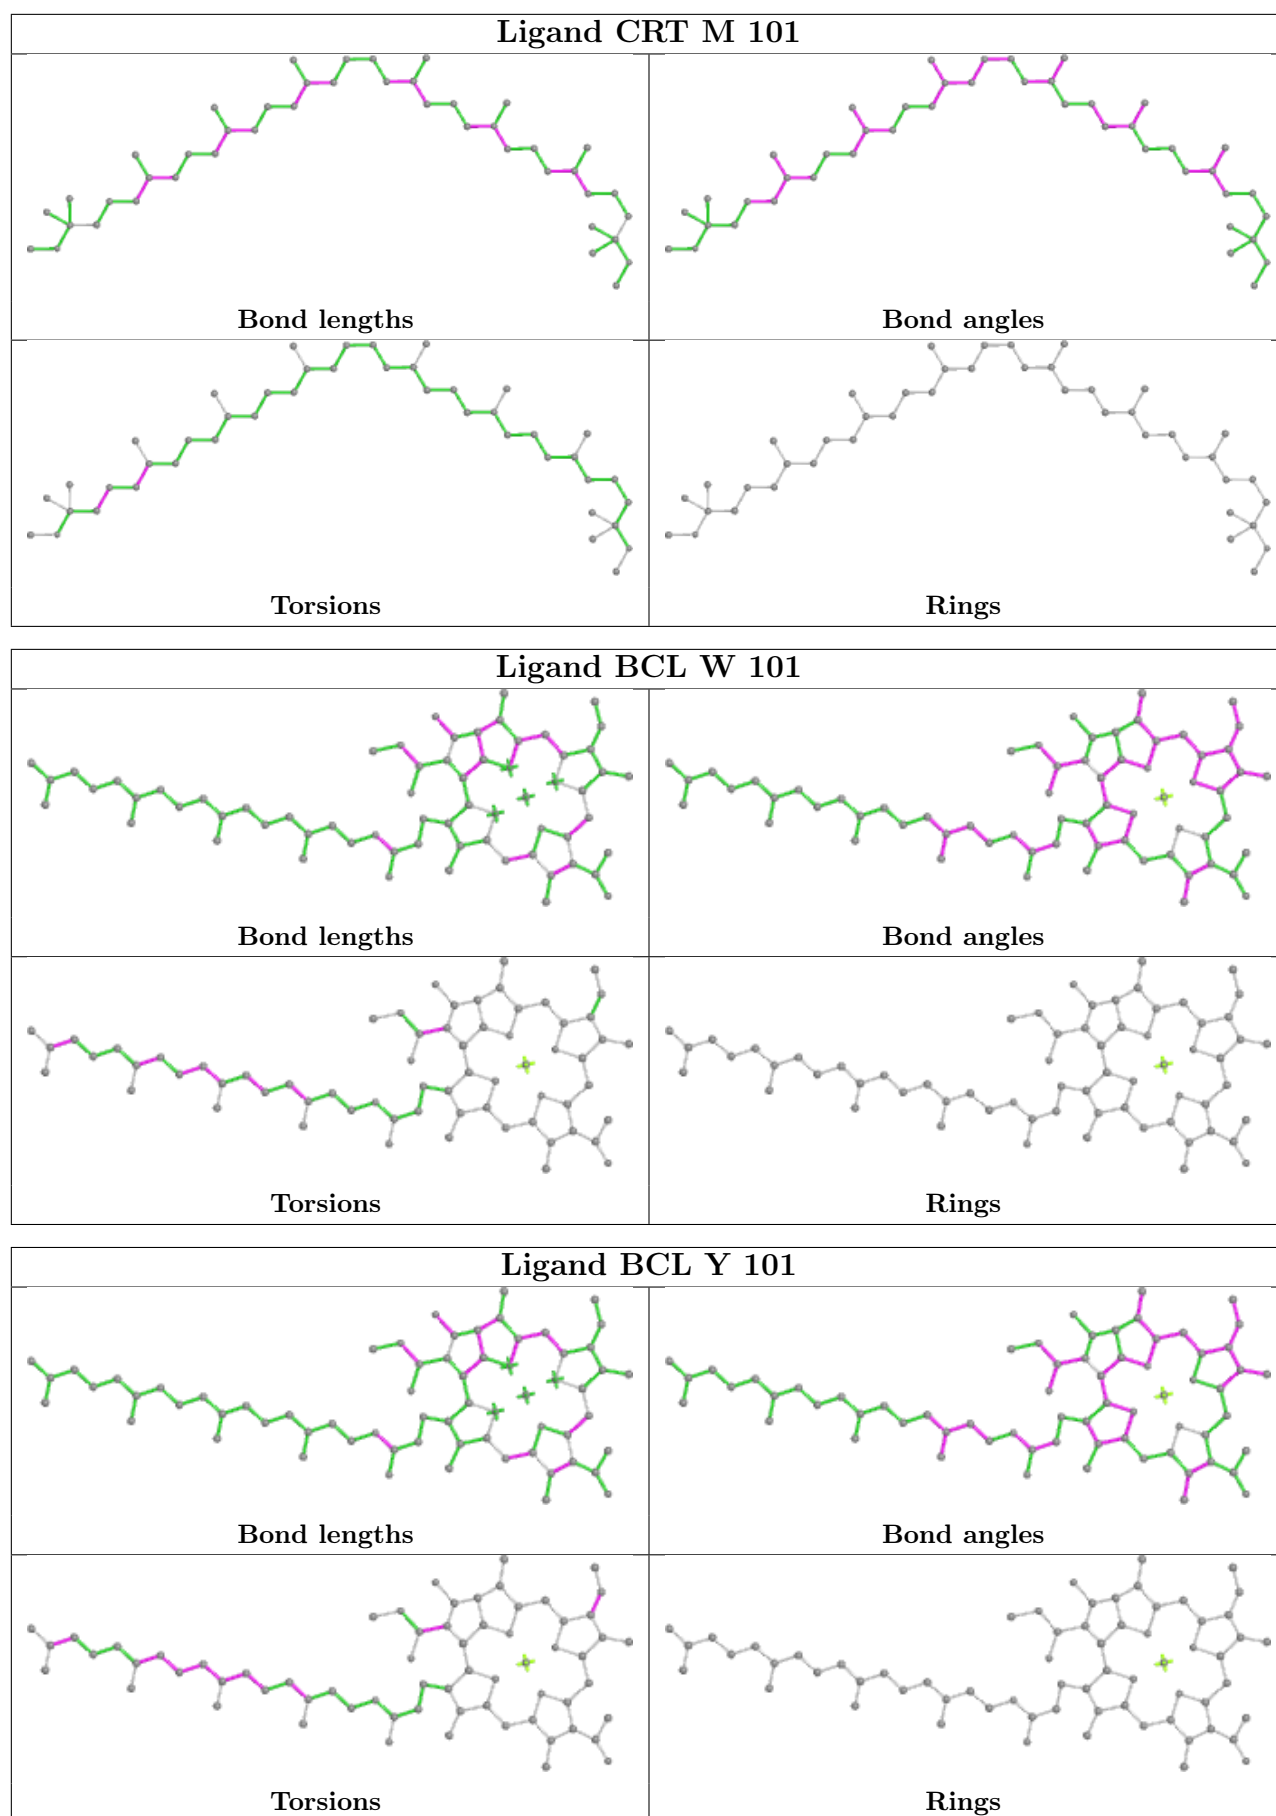 Ligand CRT M 101
Bond lengths
Bond angles
Torsions
Rings
Ligand BCL W 101
Bond lengths
Bond angles
Torsions
Rings
Ligand BCL Y 101
Bond lengths
Bond angles
Torsions
Rings